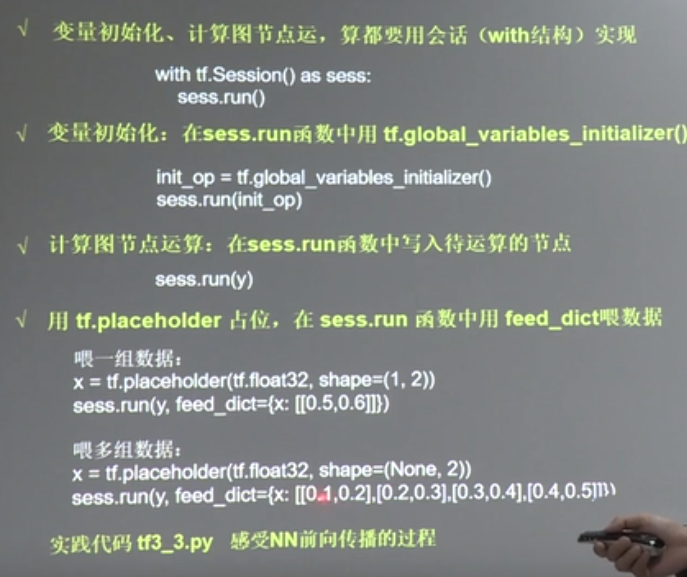 √ 变量初始化、计算图节点运，算都要用会话（with结构）实现
with tf.Session() as sess:
sess.run()
√ 变量初始化：在sess.run函数中用 tf.global_variables_initializer()
init_op = tf.global_variables_initializer()
sess.run(init_op)
√ 计算图节点运算：在sess.run函数中写入待运算的节点
sess.run(y)
√ 用 tf.placeholder 占位，在 sess.run 函数中用 feed_dict喂数据
喂一组数据：
x = tf.placeholder(tf.float32, shape=(1, 2))
sess.run(y, feed_dict={x: [[0.5,0.6]]})
喂多组数据：
x = tf.placeholder(tf.float32, shape=(None, 2))
sess.run(y, feed_dict={x: [[0.1,0.2],[0.2,0.3],[0.3,0.4],[0.4,0.5]]})
实践代码 tf3_3.py 感受NN前向传播的过程